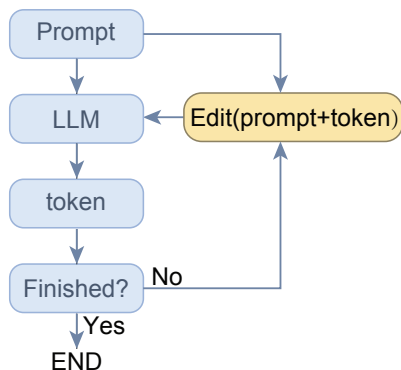 Prompt
LLM
Edit(prompt+token)
token
Finished?
No
Yes
END